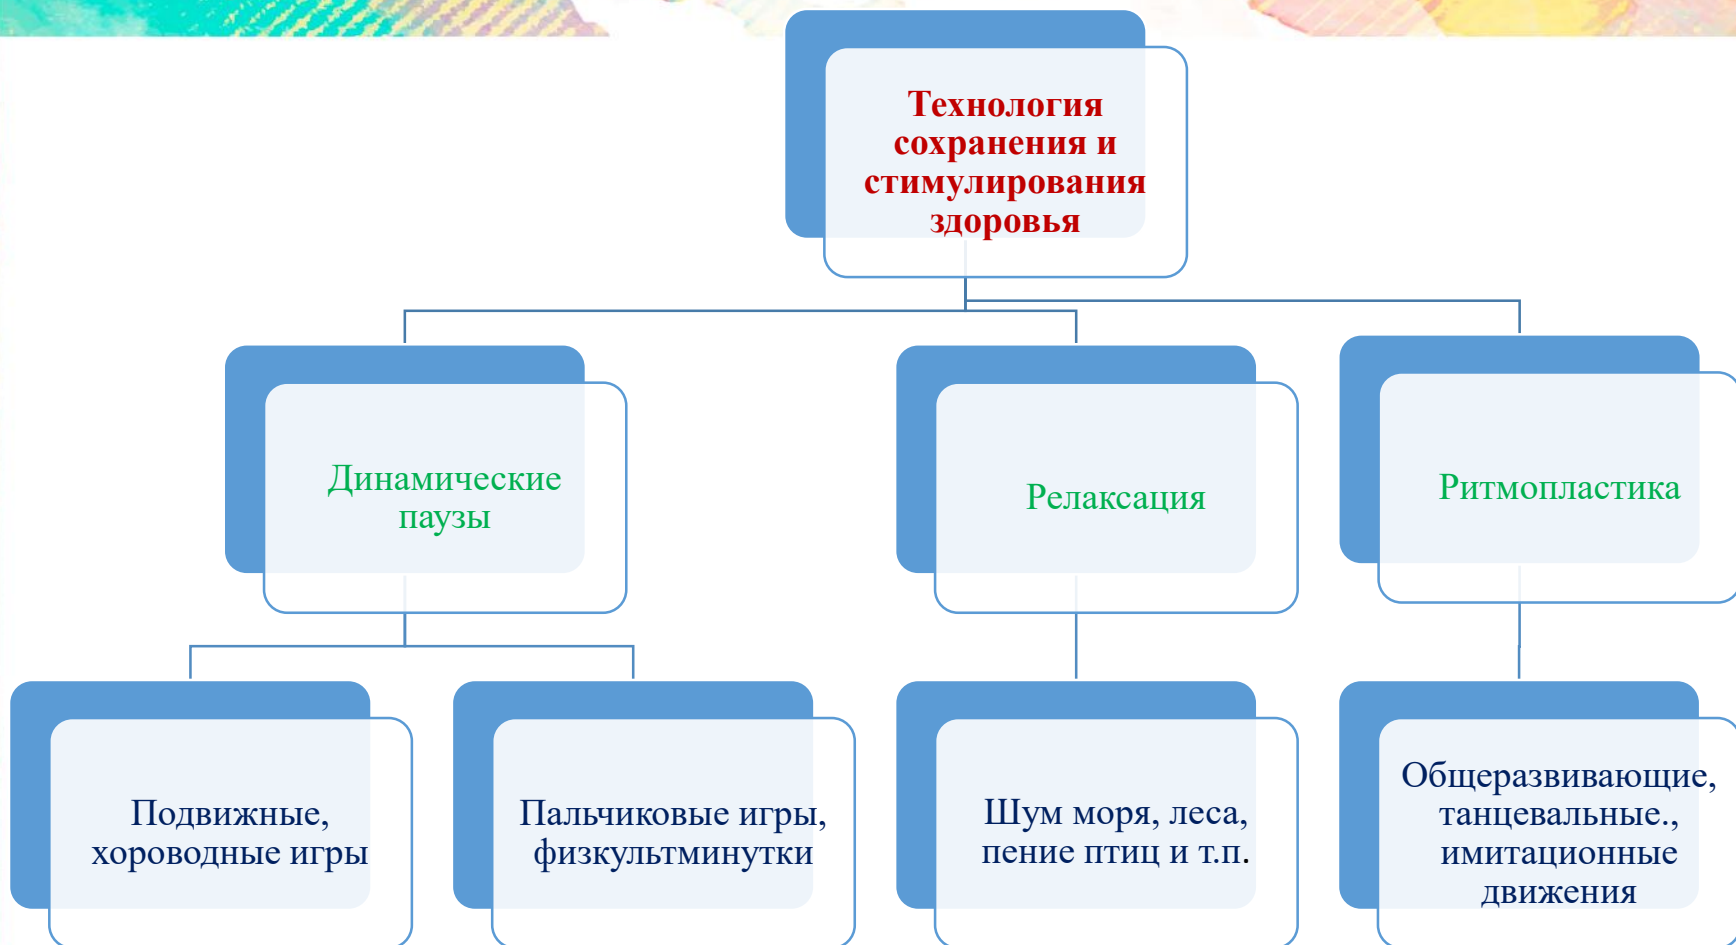 Технология
сохранения и
стимулирования
здоровья
Динамические
паузы
Релаксация
Ритмопластика
Подвижные,
хороводные игры
Пальчиковые игры,
физкультминутки
Шум моря, леса,
пение птиц и т.п.
Общеразвивающие,
танцевальные.,
имитационные
движения